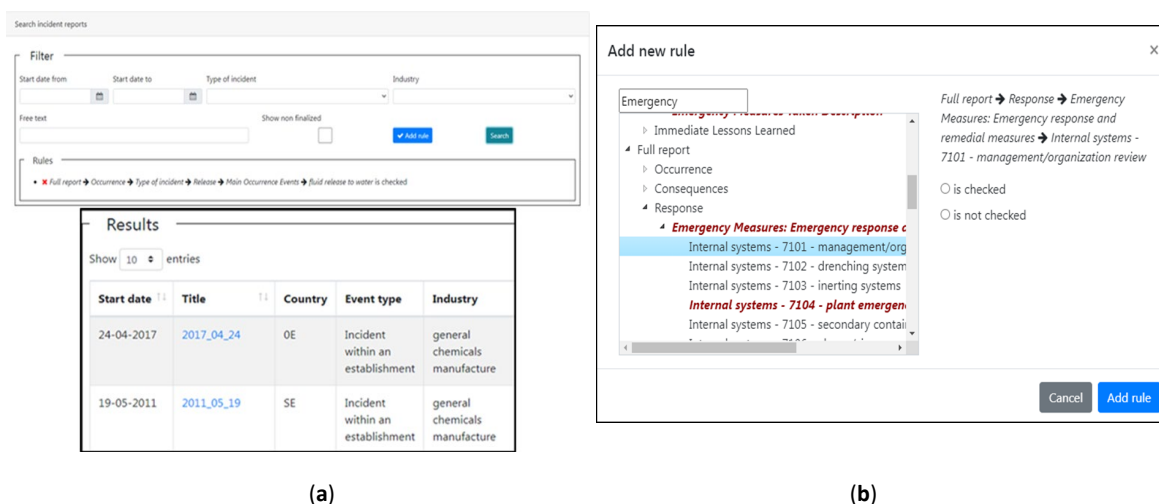 Search incident reports
Filter
Start date from Start date to Type of incident Industry
Free text Show non finalized
✔ Add rule Search
Rules
• ✖ Full report ➔ Occurrence ➔ Type of incident ➔ Release ➔ Main Occurrence Events ➔ fluid release to water is checked
Results
Show 10 entries
Start date Title Country Event type Industry
24-04-2017 2017_04_24 0E Incident general
within an chemicals
establishment manufacture
19-05-2011 2011_05_19 SE Incident general
within an chemicals
establishment manufacture
(a)
Add new rule ×
Emergency
Emergency Measures Taken Description
Immediate Lessons Learned
Full report
Occurrence
Consequences
Response
Emergency Measures: Emergency response a
Internal systems - 7101 - management/org
Internal systems - 7102 - drenching system
Internal systems - 7103 - inerting systems
Internal systems - 7104 - plant emergen
Internal systems - 7105 - secondary contai
Full report ➔ Response ➔ Emergency
Measures: Emergency response and
remedial measures ➔ Internal systems -
7101 - management/organization review
is checked
is not checked
Cancel Add rule
(b)